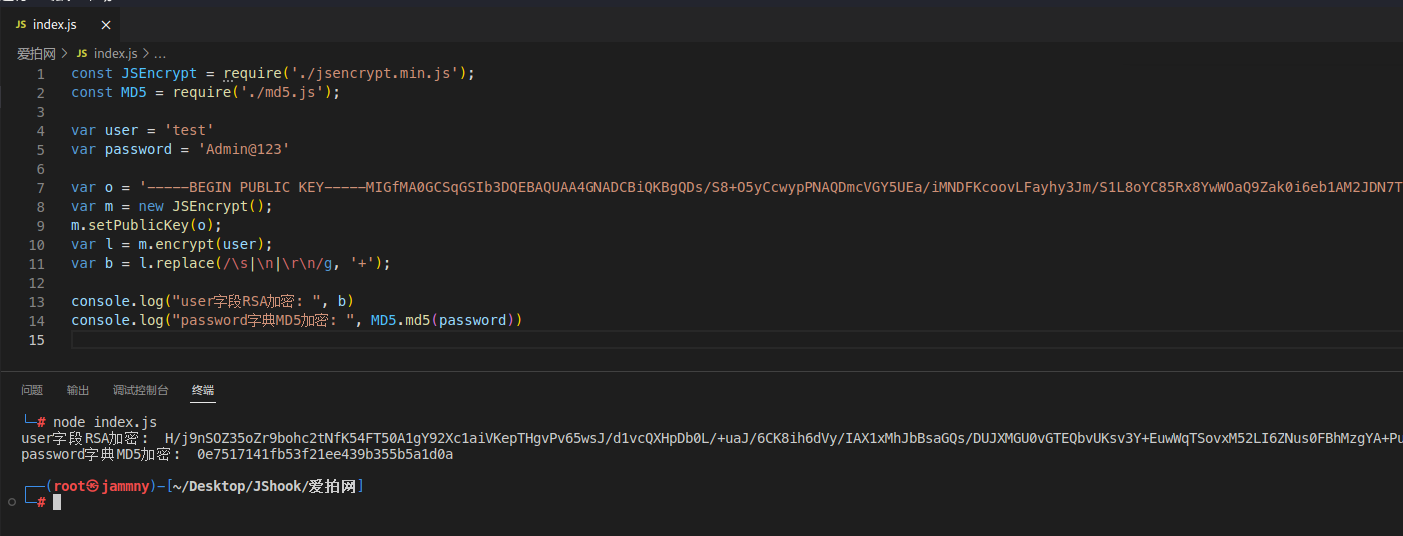 JS index.js ×
爱拍网 > JS index.js > ...
1 const JSEncrypt = require('./jsencrypt.min.js');
2 const MD5 = require('./md5.js');
3
4 var user = 'test'
5 var password = 'Admin@123'
6
7 var o = '-----BEGIN PUBLIC KEY-----MIGfMA0GCSqGSIb3DQEBAQUAA4GNADCBiQKBgQDs/S8+O5yCcwypPNAQDmcVGY5UEa/iMNDFKcoovLFayhy3Jm/S1L8oYC85Rx8YwWOaQ9Zak0i6eb1AM2JDN7T
8 var m = new JSEncrypt();
9 m.setPublicKey(o);
10 var l = m.encrypt(user);
11 var b = l.replace(/\s|\n|\r\n/g, '+');
12
13 console.log("user字段RSA加密: ", b)
14 console.log("password字典MD5加密: ", MD5.md5(password))
15
问题 输出 调试控制台 终端
└─# node index.js
user字段RSA加密:  H/j9nSOZ35oZr9bohc2tNfK54FT50A1gY92Xc1aiVKepTHgvPv65wsJ/d1vcQXHpDb0L/+uaJ/6CK8ih6dVy/IAX1xMhJbBsaGQs/DUJXMGU0vGTEQbvUKsv3Y+EuwWqTSovxM52LI6ZNus0FBhMzgYA+Pu
password字典MD5加密:  0e7517141fb53f21ee439b355b5a1d0a
┌──(root㉿jammny)-[~/Desktop/JShook/爱拍网]
└─#